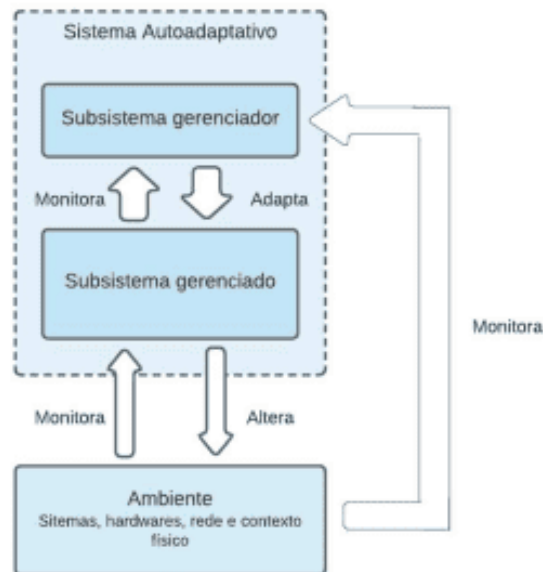 Sistema Autoadaptativo
Subsistema gerenciador
Monitora
Adapta
Subsistema gerenciado
Monitora
Monitora
Altera
Ambiente
Sitemas, hardwares, rede e contexto
físico